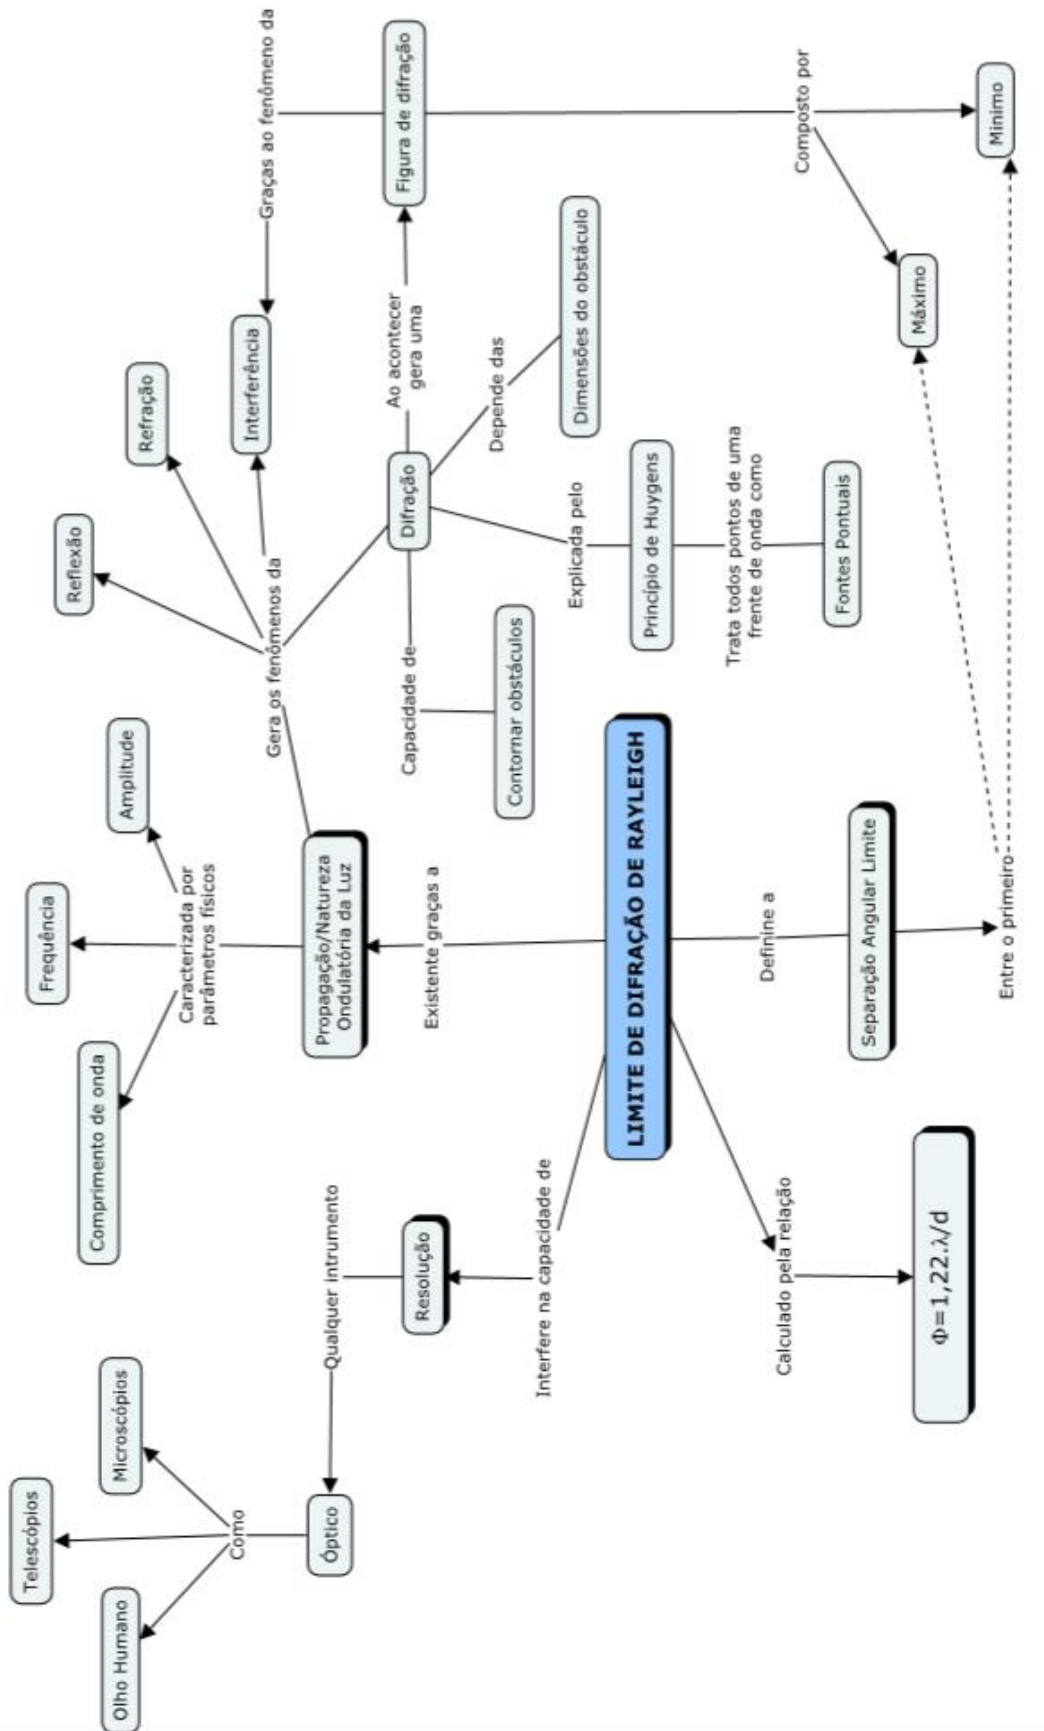 Telescópios
Olho Humano
Microscópios
Como
Óptico
Qualquer intrumento
Resolução
Interfere na capacidade de
Comprimento de onda
Frequência
Amplitude
Caracterizada por
parâmetros físicos
Propagação/Natureza
Ondulatória da Luz
Existente graças a
LIMITE DE DIFRAÇÃO DE RAYLEIGH
Calculado pela relação
Φ=1,22.λ/d
Definine a
Separação Angular Limite
Entre o primeiro
Gera os fenômenos da
Reflexão
Refração
Interferência
Graças ao fenômeno da
Difração
Capacidade de
Contornar obstáculos
Explicada pelo
Princípio de Huygens
Trata todos pontos de uma
frente de onda como
Fontes Pontuais
Depende das
Dimensões do obstáculo
Ao acontecer
gera uma
Figura de difração
Composto por
Máximo
Minimo